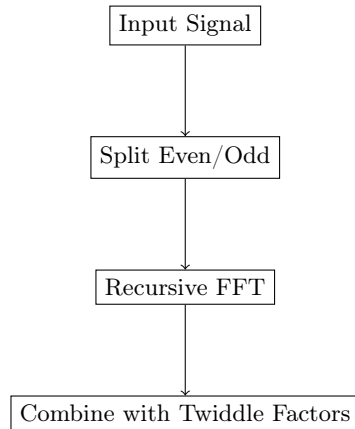 Input Signal
Split Even/Odd
Recursive FFT
Combine with Twiddle Factors